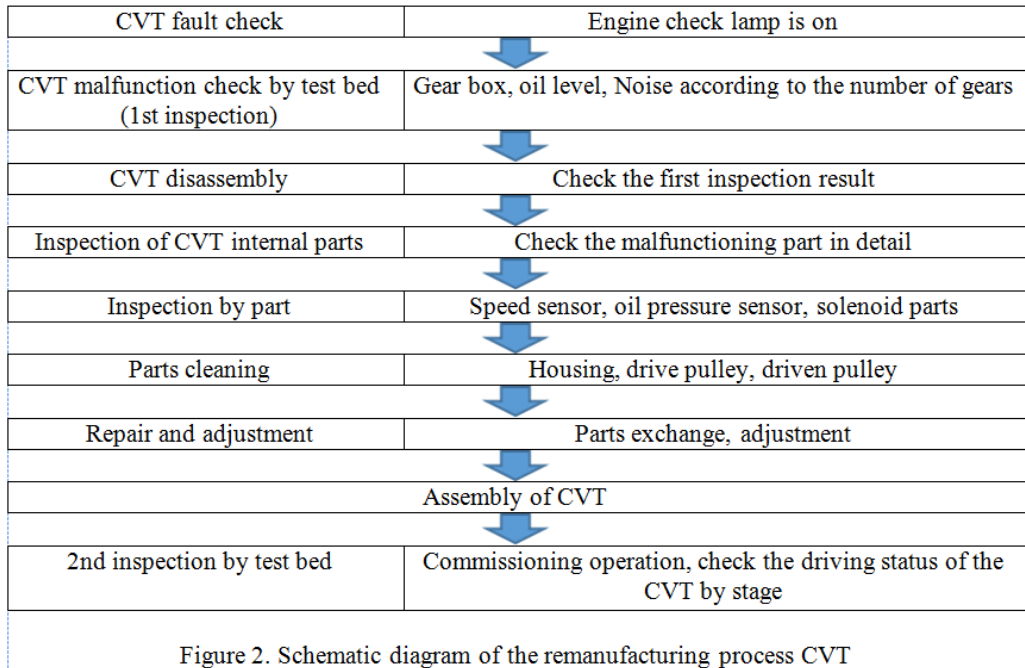 CVT fault check
Engine check lamp is on
CVT malfunction check by test bed
(1st inspection)
Gear box, oil level, Noise according to the number of gears
CVT disassembly
Check the first inspection result
Inspection of CVT internal parts
Check the malfunctioning part in detail
Inspection by part
Speed sensor, oil pressure sensor, solenoid parts
Parts cleaning
Housing, drive pulley, driven pulley
Repair and adjustment
Parts exchange, adjustment
Assembly of CVT
2nd inspection by test bed
Commissioning operation, check the driving status of the
CVT by stage
Figure 2. Schematic diagram of the remanufacturing process CVT